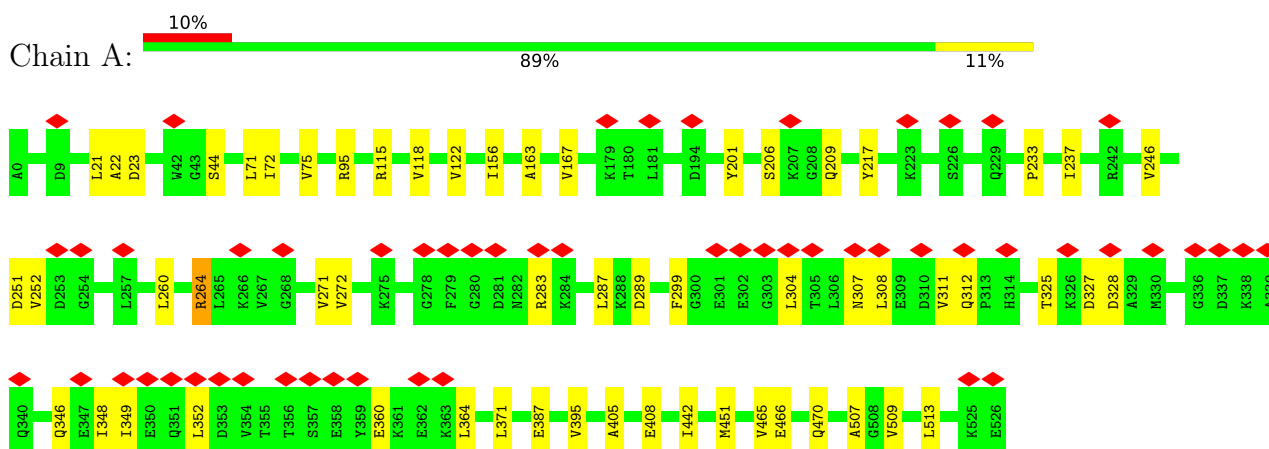 10%
Chain A:
89% 11%
A0 D9 L21 A22 D23 W42 G43 S44 L71 I72 V75 R95 R115 V118 V122 I156 A163 V167 K179 T180 L181 D194 Y201 S206 K207 G208 Q209 Y217 K223 S226 Q229 P233 I237 R242 V246
D251 V252 D253 G254 L257 L260 R264 L265 K266 V267 G268 V271 V272 K275 G278 F279 G280 D281 N282 R283 K284 L287 K288 D289 F299 G300 E301 E302 G303 L304 T305 L306 N307 L308 E309 D310 V311 Q312 P313 H314 T325 K326 D327 D328 A329 M330 G336 D337 K338
Q340 Q346 E347 I348 I349 E350 Q351 L352 D353 V354 T355 T356 S357 E358 Y359 E360 K361 E362 K363 L364 L371 E387 V395 A405 E408 I442 M451 V465 E466 Q470 A507 G508 V509 L513 K525 E526